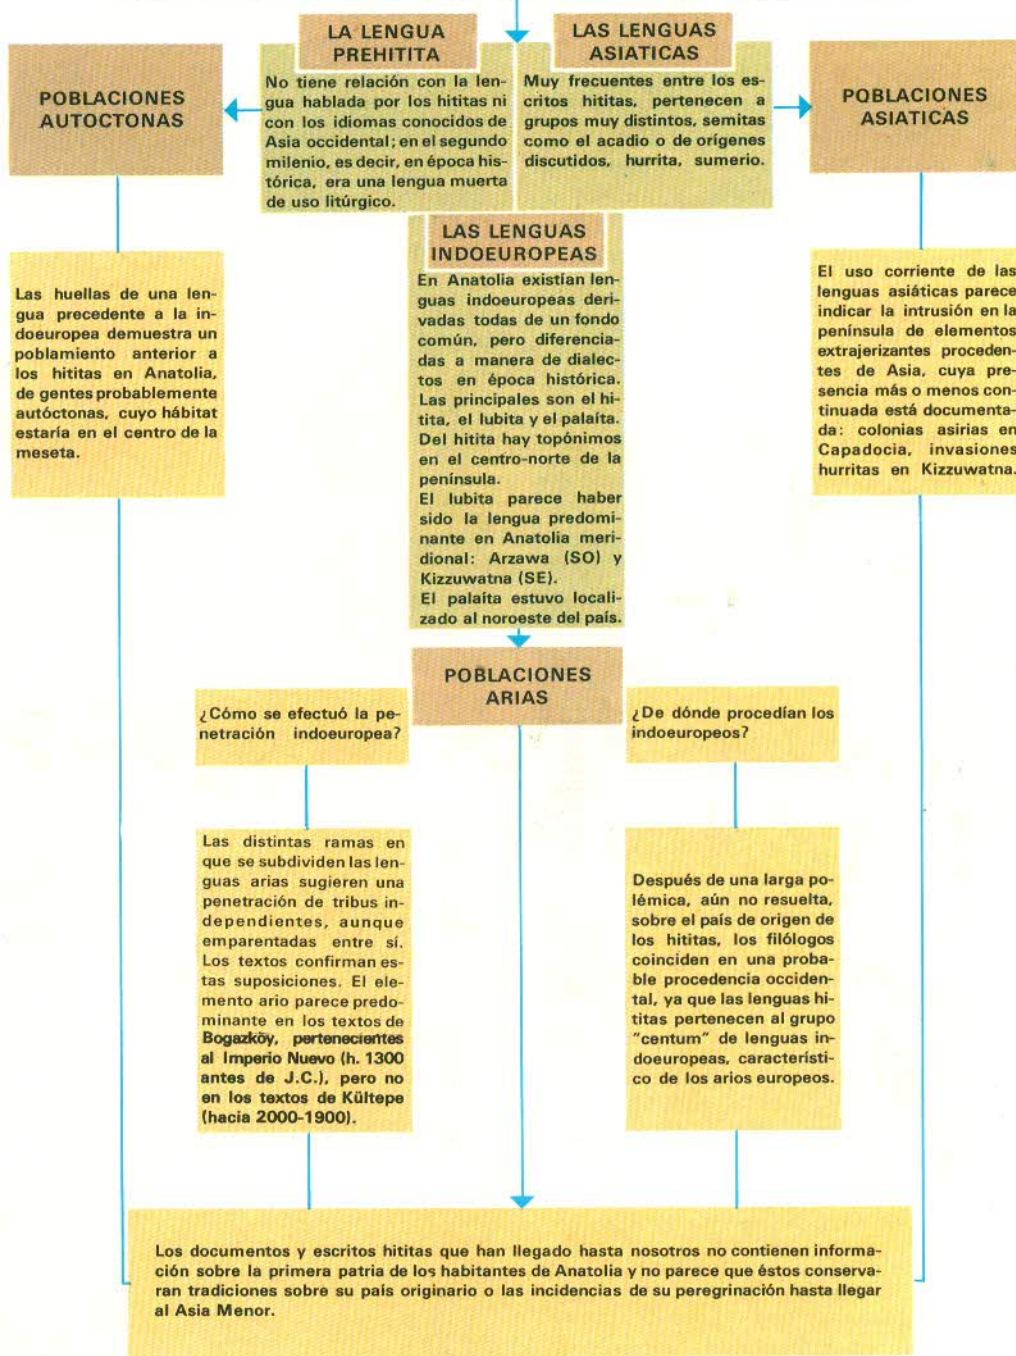 LA LENGUA
PREHITITA
No tiene relación con la len-
gua hablada por los hititas ni
con los idiomas conocidos de
Asia occidental; en el segundo
milenio, es decir, en época his-
tórica, era una lengua muerta
de uso litúrgico.
LAS LENGUAS
ASIATICAS
Muy frecuentes entre los es-
critos hititas, pertenecen a
grupos muy distintos, semitas
como el acadio o de orígenes
discutidos, hurrita, sumerio.
POBLACIONES
AUTOCTONAS
Las huellas de una len-
gua precedente a la in-
doeuropea demuestra un
poblamiento anterior a
los hititas en Anatolia,
de gentes probablemente
autóctonas, cuyo hábitat
estaría en el centro de la
meseta.
LAS LENGUAS
INDOEUROPEAS
En Anatolia existían len-
guas indoeuropeas deri-
vadas todas de un fondo
común, pero diferencia-
das a manera de dialec-
tos en época histórica.
Las principales son el hi-
tita, el lubita y el palaíta.
Del hitita hay topónimos
en el centro-norte de la
península.
El lubita parece haber
sido la lengua predomi-
nante en Anatolia meri-
dional: Arzawa (SO) y
Kizzuwatna (SE).
El palaíta estuvo locali-
zado al noroeste del país.
POBLACIONES
ASIATICAS
El uso corriente de las
lenguas asiáticas parece
indicar la intrusión en la
península de elementos
extrajerizantes proceden-
tes de Asia, cuya pre-
sencia más o menos con-
tinuada está documenta-
da: colonias asirias en
Capadocia, invasiones
hurritas en Kizzuwatna.
POBLACIONES
ARIAS
¿Cómo se efectuó la pe-
netración indoeuropea?
Las distintas ramas en
que se subdividen las len-
guas arias sugieren una
penetración de tribus in-
dependientes, aunque
emparentadas entre sí.
Los textos confirman es-
tas suposiciones. El ele-
mento ario parece predo-
minante en los textos de
Bogazköy, pertenecientes
al Imperio Nuevo (h. 1300
antes de J.C.), pero no
en los textos de Kültepe
(hacia 2000-1900).
¿De dónde procedían los
indoeuropeos?
Después de una larga po-
lémica, aún no resuelta,
sobre el país de origen de
los hititas, los filólogos
coinciden en una proba-
ble procedencia occiden-
tal, ya que las lenguas hi-
titas pertenecen al grupo
"centum" de lenguas in-
doeuropeas, característi-
co de los arios europeos.
Los documentos y escritos hititas que han llegado hasta nosotros no contienen informa-
ción sobre la primera patria de los habitantes de Anatolia y no parece que éstos conserva-
ran tradiciones sobre su país originario o las incidencias de su peregrinación hasta llegar
al Asia Menor.